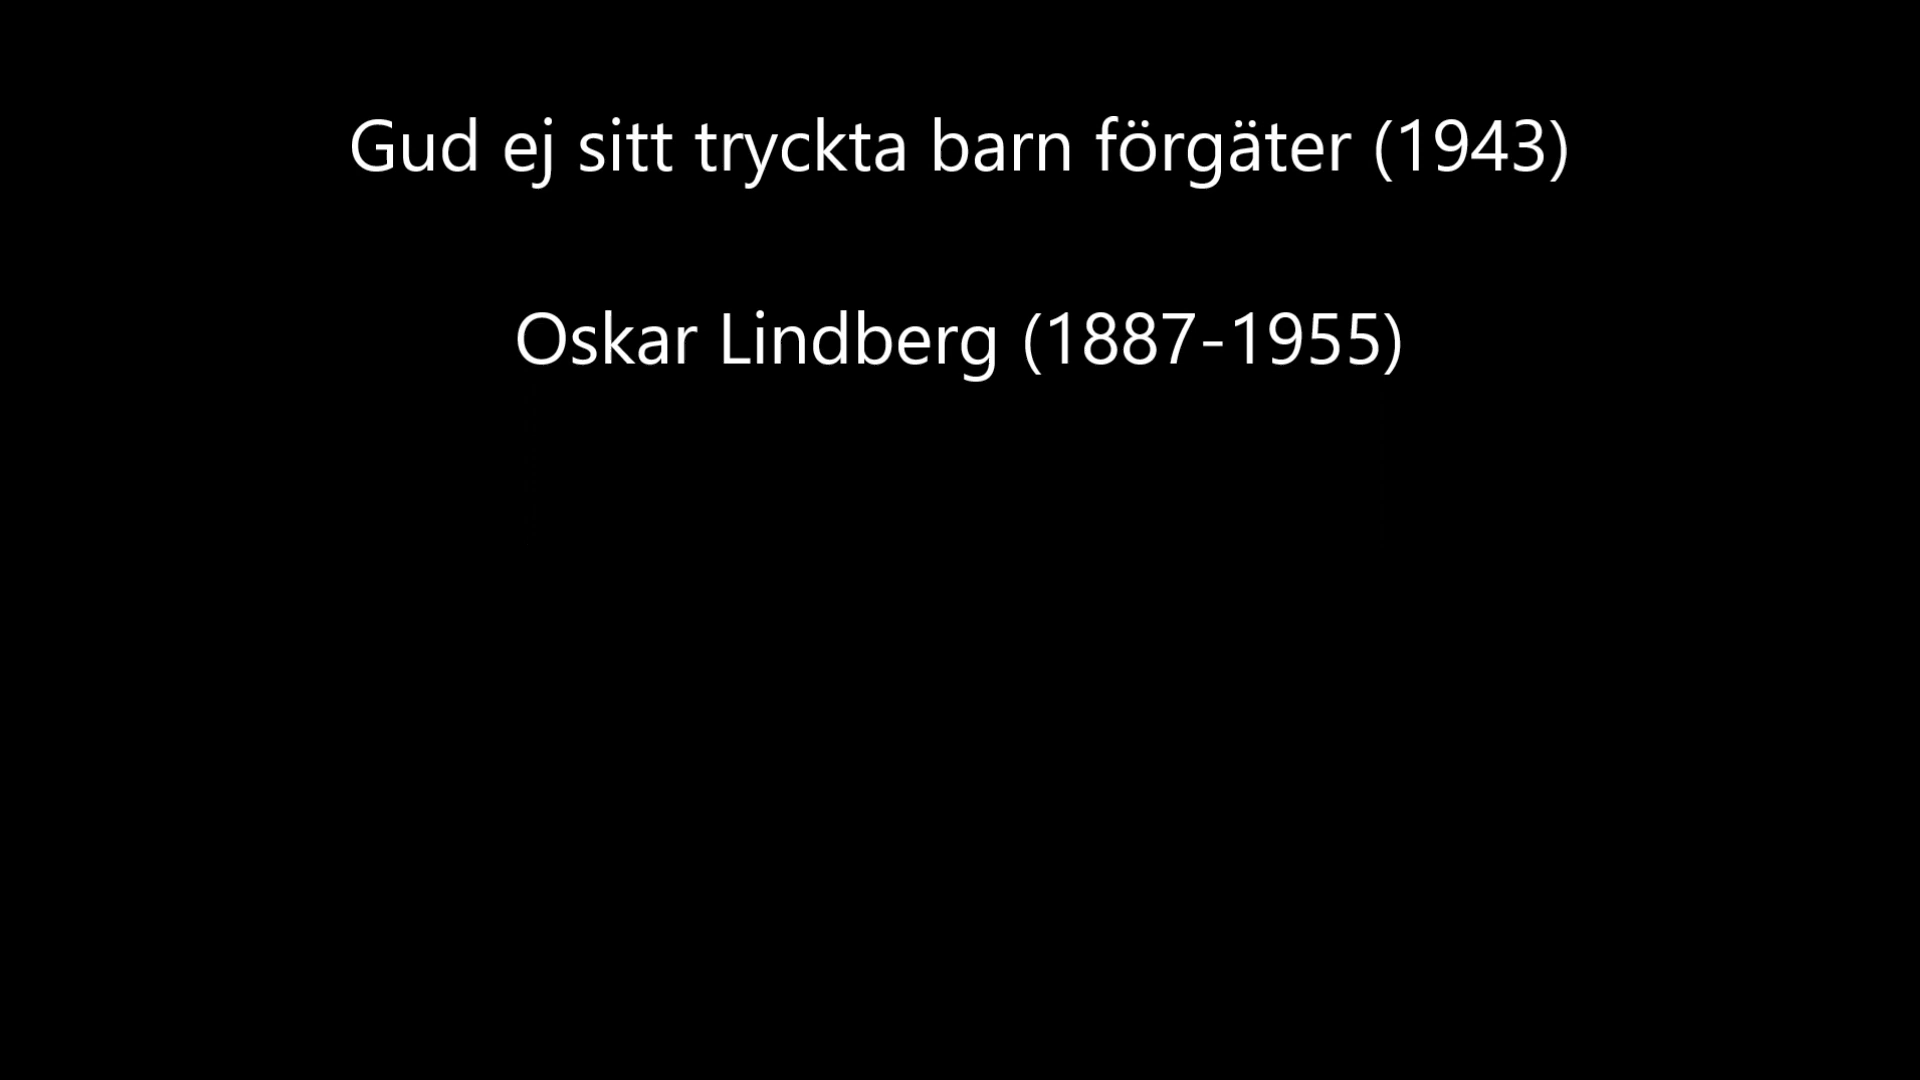 Gud ej sitt tryckta barn förgäter (1943)
Oskar Lindberg (1887-1955)